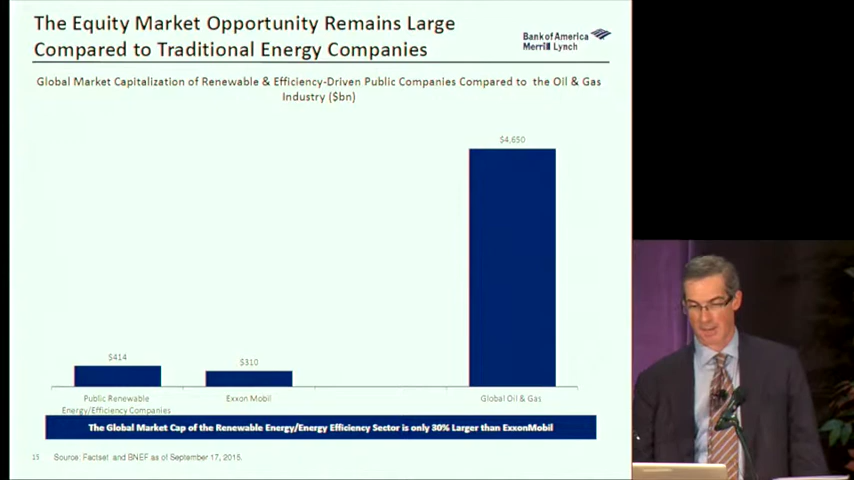 The Equity Market Opportunity Remains Large
Compared to Traditional Energy Companies
Bank of America
Merrill Lynch
Global Market Capitalization of Renewable & Efficiency-Driven Public Companies Compared to the Oil & Gas
Industry ($bn)
$4,650
$414
$310
Public Renewable
Energy/Efficiency Companies
Exxon Mobil
Global Oil & Gas
The Global Market Cap of the Renewable Energy/Energy Efficiency Sector is only 30% Larger than ExxonMobil
15 Source: Factset and BNEF as of September 17, 2015.